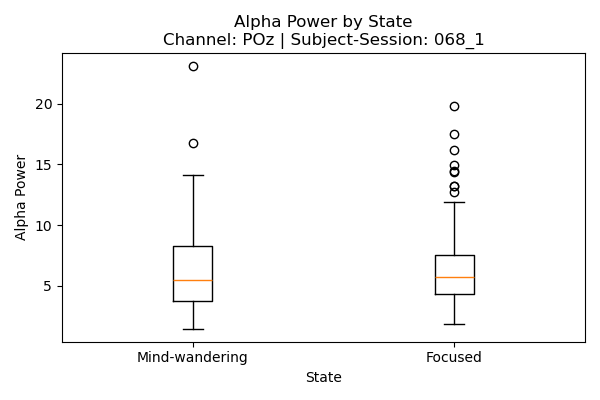 Alpha Power by State
Channel: POz | Subject-Session: 068_1
Alpha Power
20
15
10
5
Mind-wandering
Focused
State